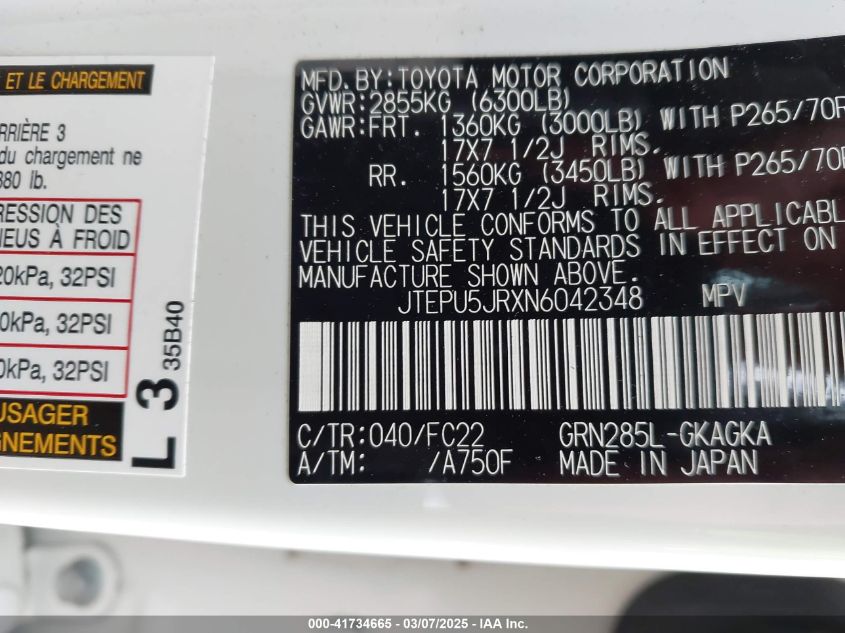 ET LE CHARGEMENT
ARRIÈRE 3
du chargement ne
880 lb.
RESSION DES
NEUS À FROID
20kPa, 32PSI
0kPa, 32PSI
0kPa, 32PSI
USAGER
GNEMENTS
L 3
35B40
MFD.BY:TOYOTA MOTOR CORPORATION
GVWR:2855KG (6300LB)
GAWR:FRT. 1360KG (3000LB) WITH P265/70R
17X7 1/2J RIMS.
RR. 1560KG (3450LB) WITH P265/70R
17X7 1/2J RIMS.
THIS VEHICLE CONFORMS TO ALL APPLICABL
VEHICLE SAFETY STANDARDS IN EFFECT ON
MANUFACTURE SHOWN ABOVE.
JTEPU5JRXN6042348 MPV
C/TR:040/FC22 GRN285L-GKAGKA
A/TM: /A750F MADE IN JAPAN
000-41734665 - 03/07/2025 - IAA Inc.